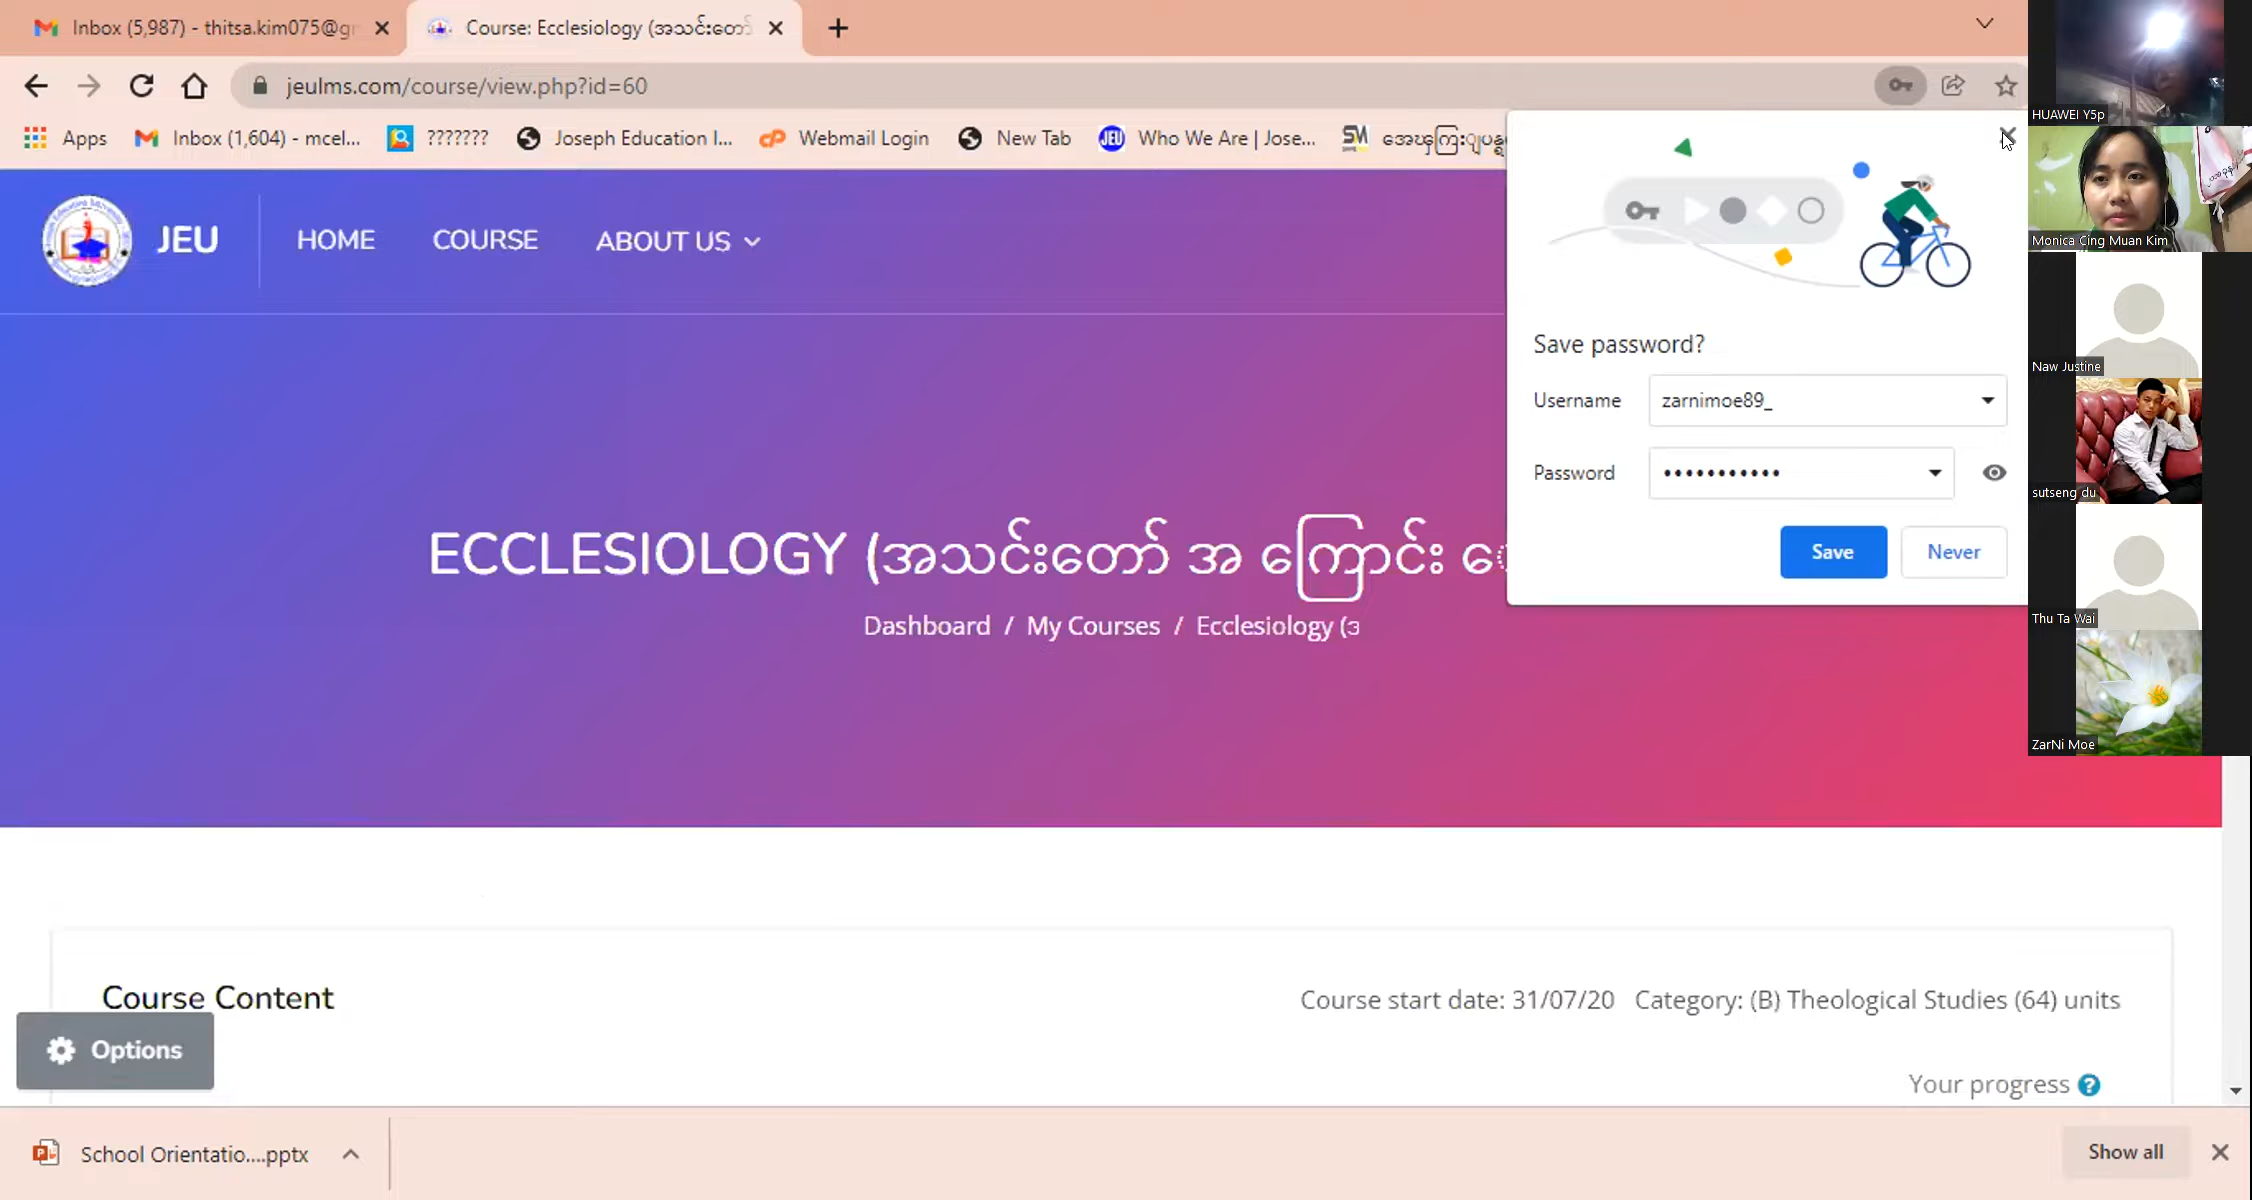 Inbox (5,987) - thitsa.kim075@gr
Course: Ecclesiology (အသင်းတော်
jeulms.com/course/view.php?id=60
Apps
Inbox (1,604) - mcel...
???????
Joseph Education I...
Webmail Login
New Tab
Who We Are | Jose...
JEU
HOME
COURSE
ABOUT US
ECCLESIOLOGY (အသင်းတော် အ ကြောင်း
Dashboard / My Courses / Ecclesiology (အ
Save password?
Username
zarnimoe89_
Password
Save
Never
HUAWEI Y5p
Monica Cing Muan Kim
Naw Justine
sutseng du
Thu Ta Wai
ZarNi Moe
Course Content
Course start date: 31/07/20 Category: (B) Theological Studies (64) units
Your progress
Options
School Orientatio....pptx
Show all